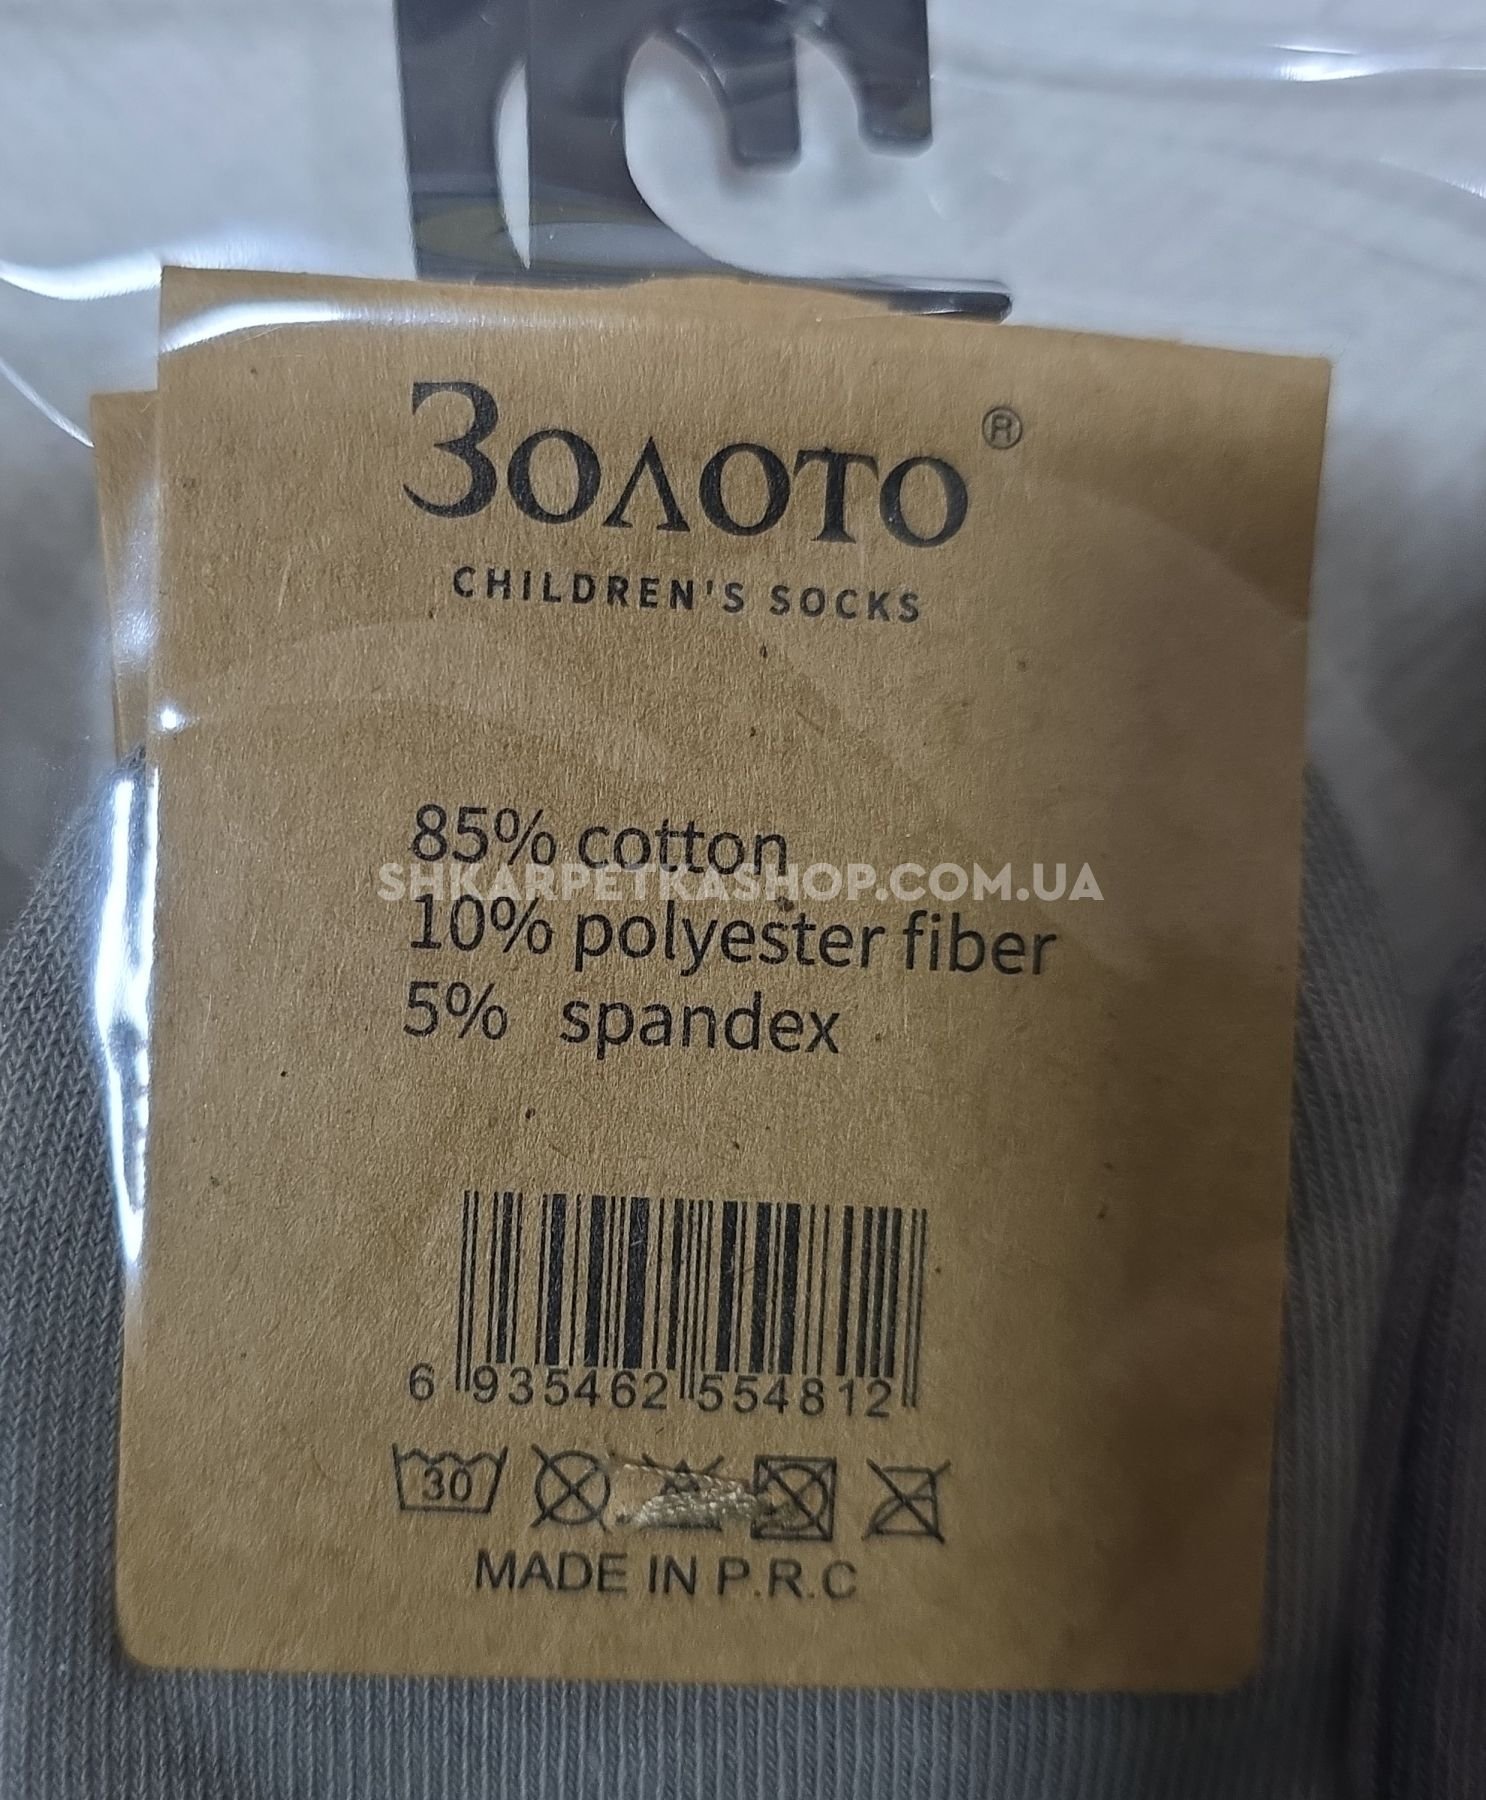 Золото ®
CHILDREN'S SOCKS
85% cotton
SHKARPETKASHOP.COM.UA
10% polyester fiber
5% spandex
6 935462 554812
30
MADE IN P.R.C